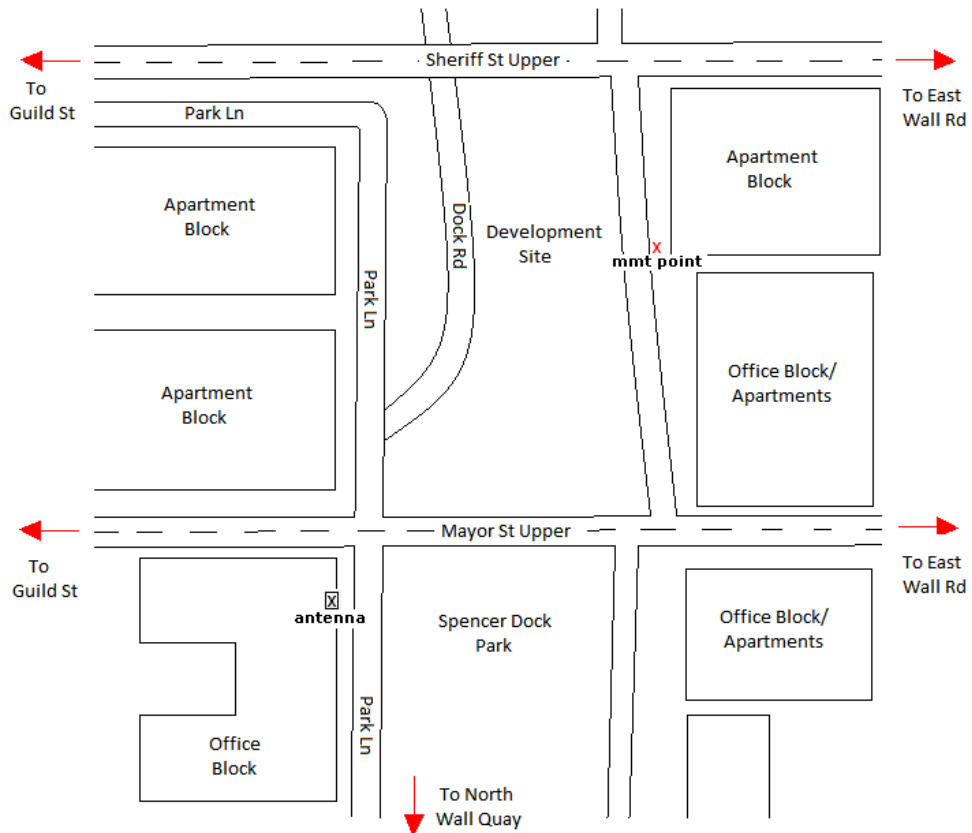 Sheriff St Upper
To
Guild St
To East
Wall Rd
Park Ln
Apartment
Block
Apartment
Block
Dock Rd
Development
Site
X
mmt point
Park Ln
Apartment
Block
Office Block/
Apartments
Mayor St Upper
To
Guild St
To East
Wall Rd
X
antenna
Spencer Dock
Park
Office Block/
Apartments
Park Ln
Office
Block
To North
Wall Quay